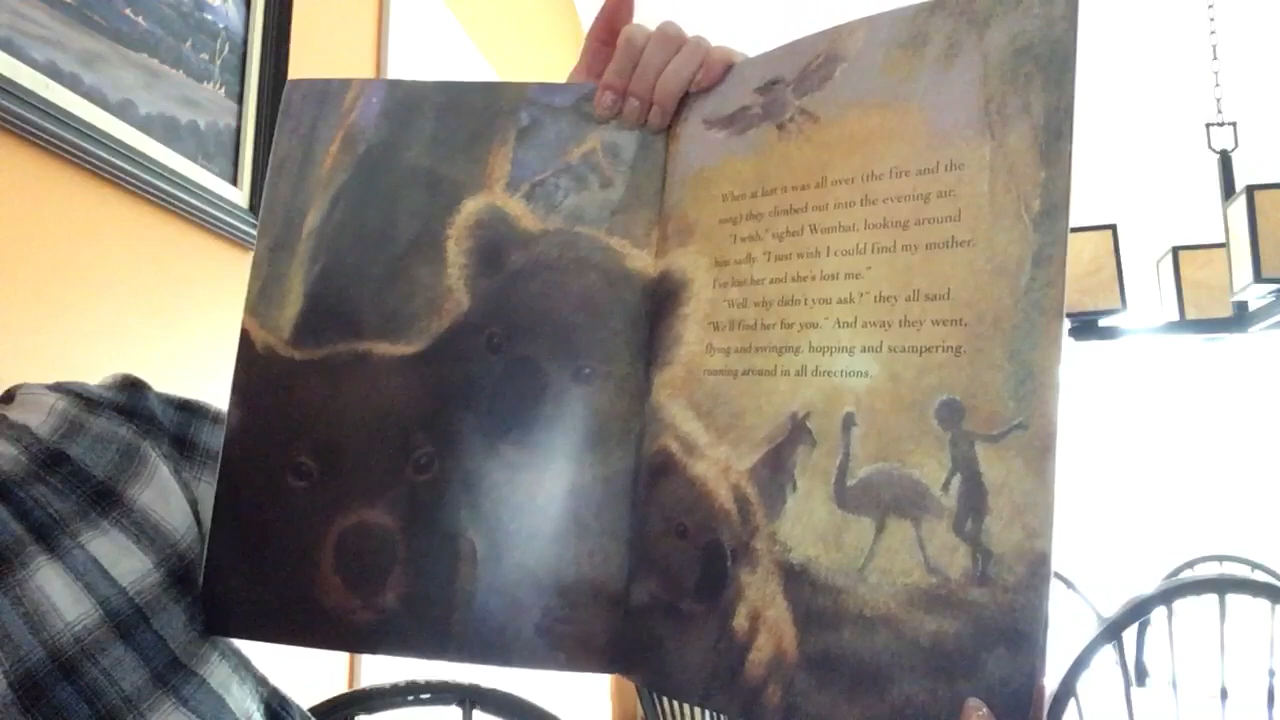 When at last it was all over (the fire and the
song) they climbed out into the evening air.
"I wish," sighed Wombat, looking around
him sadly. "I just wish I could find my mother.
I've lost her and she's lost me."
"Well, why didn't you ask?" they all said.
"We'll find her for you." And away they went,
flying and swinging, hopping and scampering,
running around in all directions.